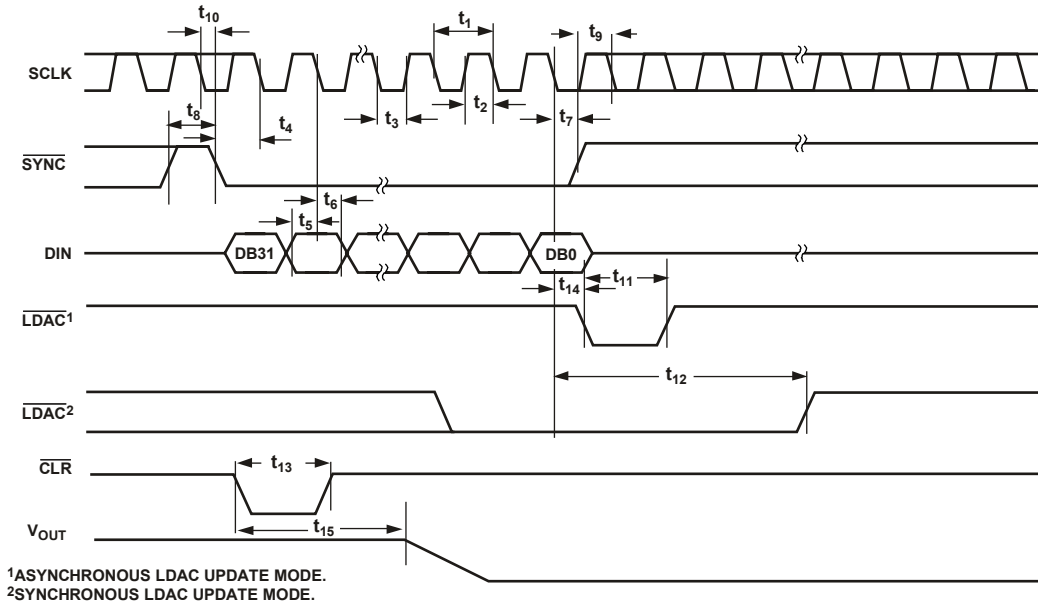 t10
t1
t9
SCLK
t8
t4
t3
t2
t7
SYNC
t6
t5
DIN
DB31
DB0
t14
t11
LDAC1
t12
LDAC2
CLR
t13
VOUT
t15
1ASYNCHRONOUS LDAC UPDATE MODE.
2SYNCHRONOUS LDAC UPDATE MODE.